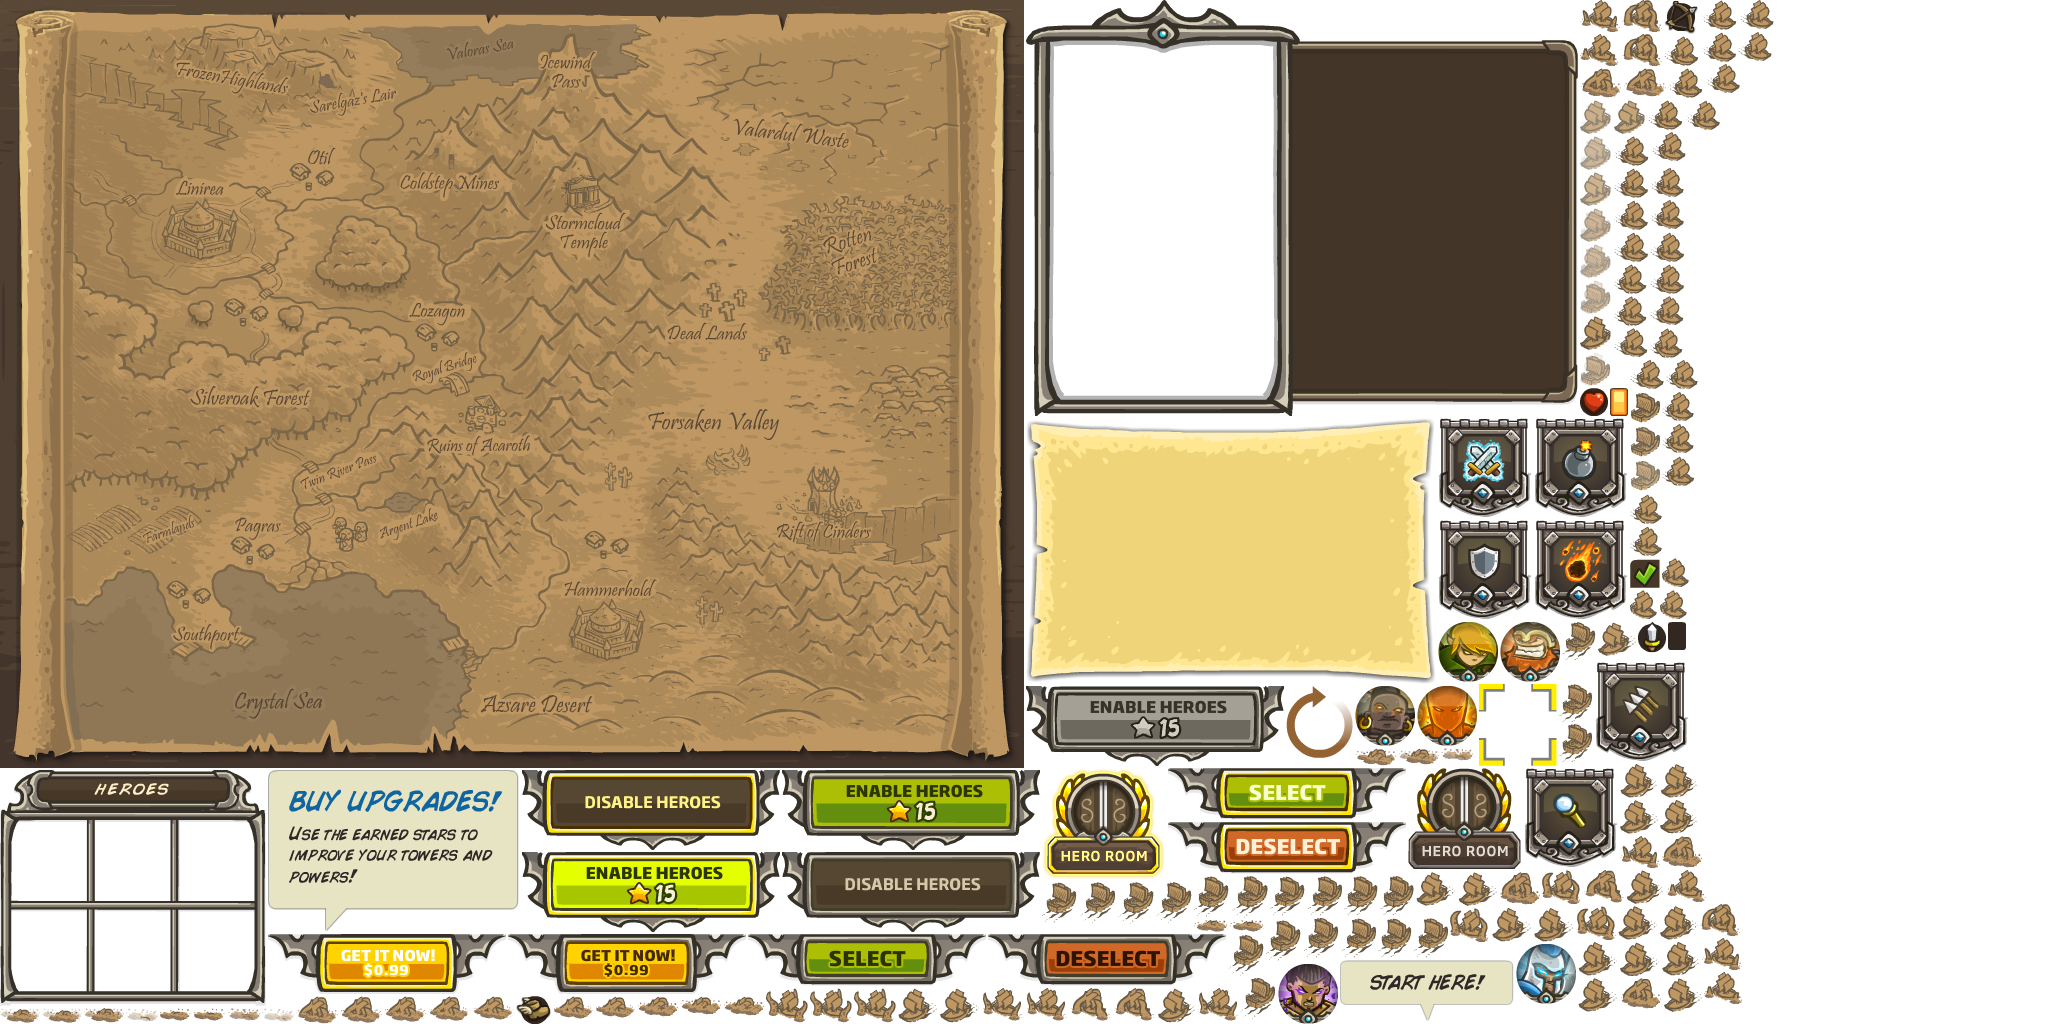 Valoras Sea
Icewind
Pass
Frozen Highlands
Sarelgaz's Lair
Valardul Waste
Otil
Linirea
Coldstep Mines
Stormcloud
Temple
Rotten
Forest
Lozagon
Dead Lands
Royal Bridge
Silveroak Forest
Forsaken Valley
Ruins of Acaroth
Twin River Pass
Argent Lake
Farmlands
Pagras
Rift of Cinders
Hammerhold
Southport
Crystal Sea
Azsare Desert
ENABLE HEROES
15
HEROES
BUY UPGRADES!
USE THE EARNED STARS TO
IMPROVE YOUR TOWERS AND
POWERS!
DISABLE HEROES
ENABLE HEROES
15
ENABLE HEROES
15
DISABLE HEROES
HERO ROOM
SELECT
DESELECT
HERO ROOM
GET IT NOW!
$0.99
GET IT NOW!
$0.99
SELECT
DESELECT
START HERE!